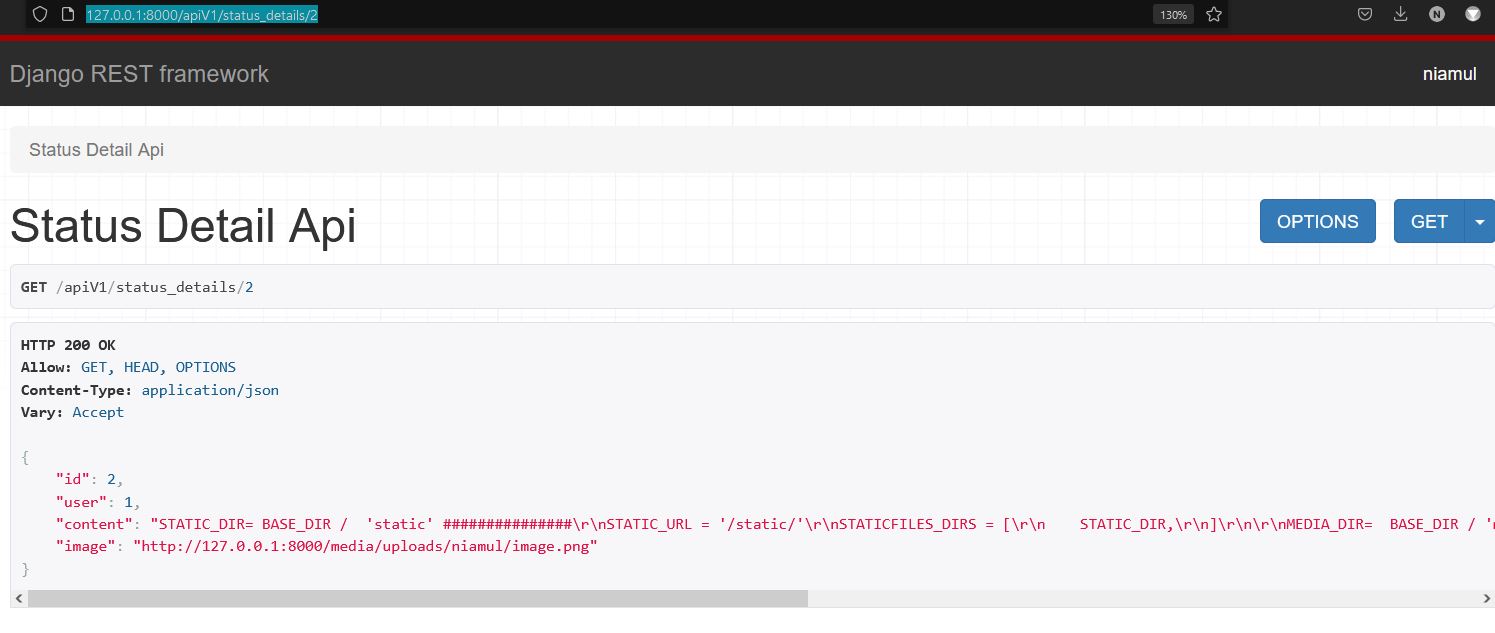 127.0.0.1:8000/apiV1/status_details/2
130%
N
Django REST framework
niamul
Status Detail Api
Status Detail Api
OPTIONS
GET
GET /apiV1/status_details/2
HTTP 200 OK
Allow: GET, HEAD, OPTIONS
Content-Type: application/json
Vary: Accept
{
"id": 2,
"user": 1,
"content": "STATIC_DIR= BASE_DIR /  'static' ###############\r\nSTATIC_URL = '/static/'\r\nSTATICFILES_DIRS = [\r\n    STATIC_DIR,\r\n]\r\n\r\nMEDIA_DIR=  BASE_DIR / '
"image": "http://127.0.0.1:8000/media/uploads/niamul/image.png"
}